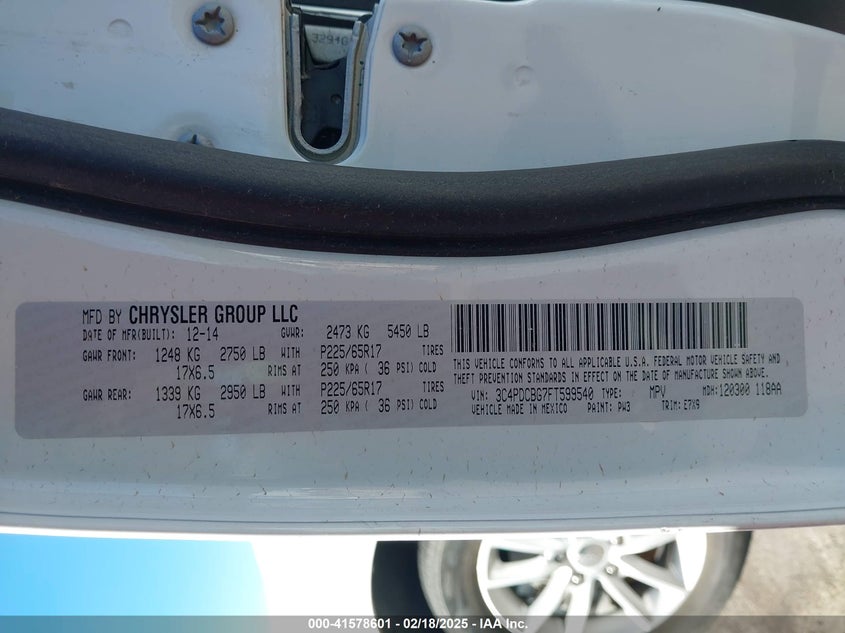 3294G
MFD BY CHRYSLER GROUP LLC
DATE OF MFR(BUILT): 12-14 GVWR: 2473 KG 5450 LB
GAWR FRONT: 1248 KG 2750 LB WITH P225/65R17 TIRES
17X6.5 RIMS AT 250 KPA ( 36 PSI) COLD
GAWR REAR: 1339 KG 2950 LB WITH P225/65R17 TIRES
17X6.5 RIMS AT 250 KPA ( 36 PSI) COLD
THIS VEHICLE CONFORMS TO ALL APPLICABLE U.S.A. FEDERAL MOTOR VEHICLE SAFETY AND
THEFT PREVENTION STANDARDS IN EFFECT ON THE DATE OF MANUFACTURE SHOWN ABOVE.
VIN: 3C4PDCBG7FT599540 TYPE: MPV MDH:120300 118AA
VEHICLE MADE IN MEXICO PAINT: PW3 TRIM: E7X9
000-41578601 / 02/18/2025 - IAA Inc.